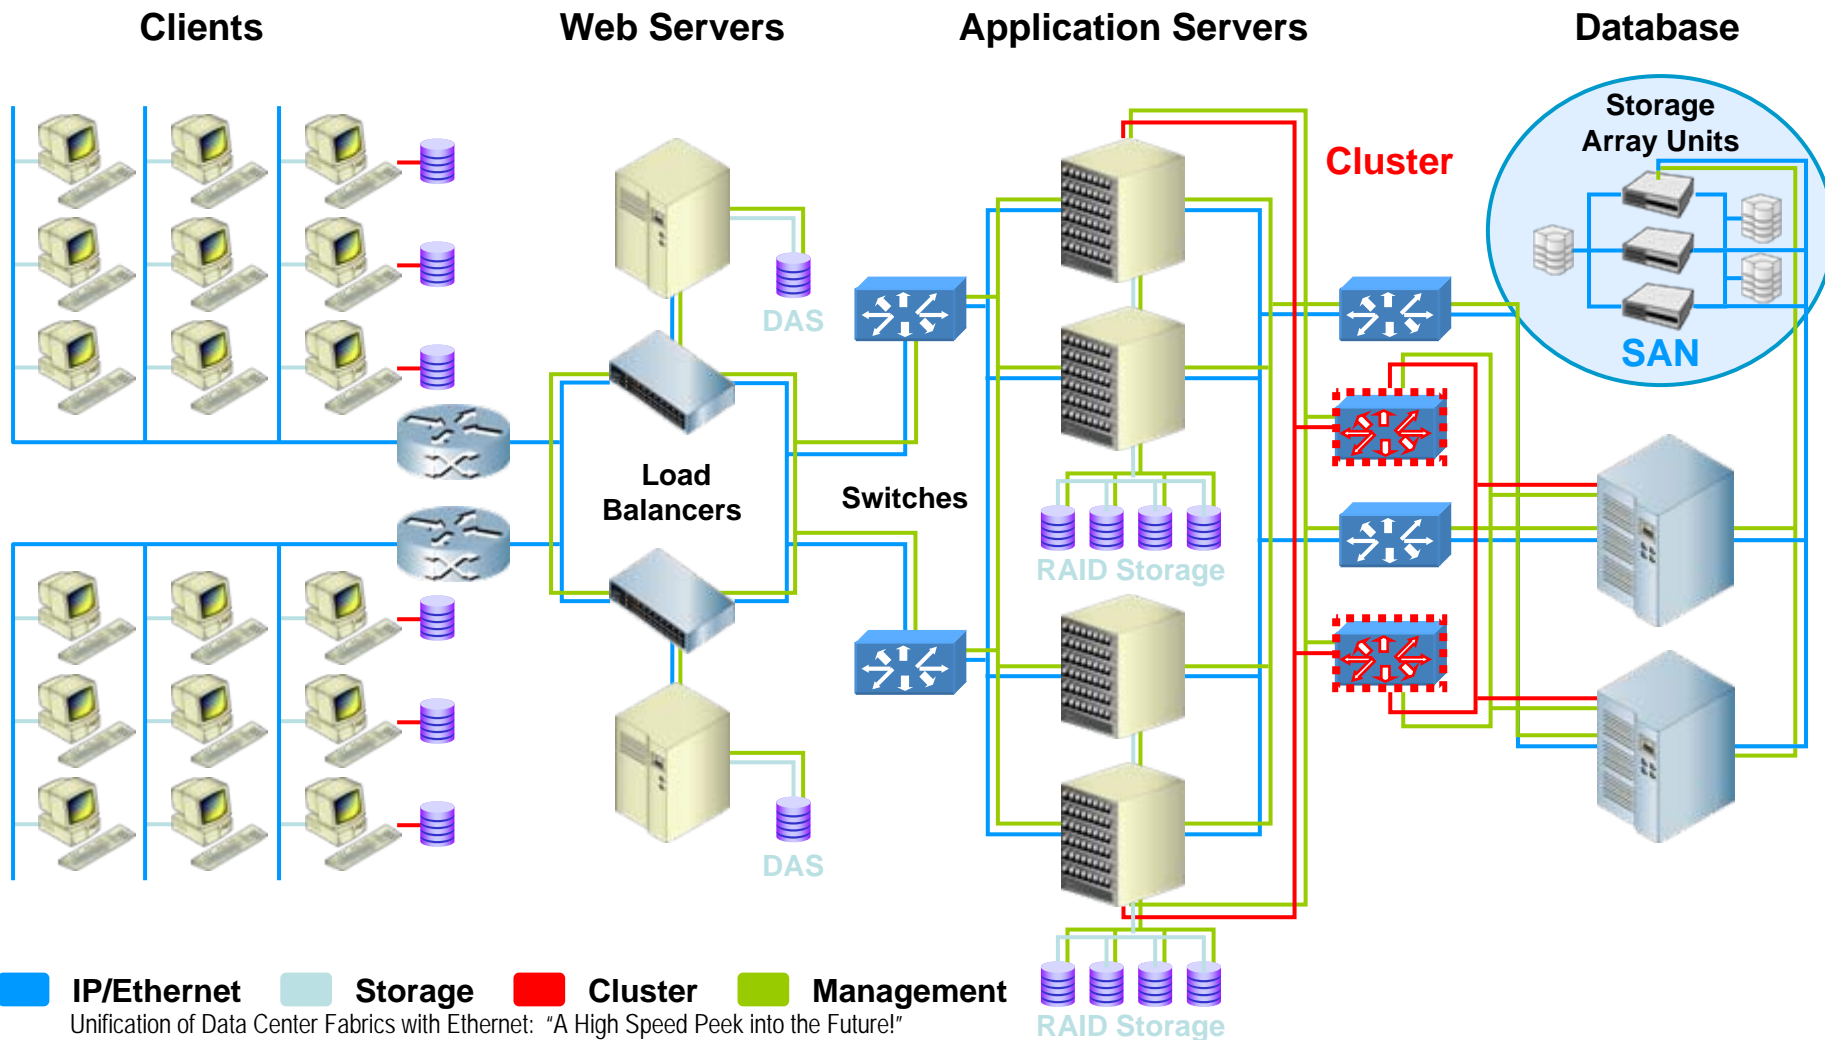 Clients
Web Servers
Application Servers
Database
Storage
Array Units
Cluster
SAN
DAS
Load
Balancers
Switches
RAID Storage
DAS
IP/Ethernet
Storage
Cluster
Management
Unification of Data Center Fabrics with Ethernet: “A High Speed Peek into the Future!”
RAID Storage